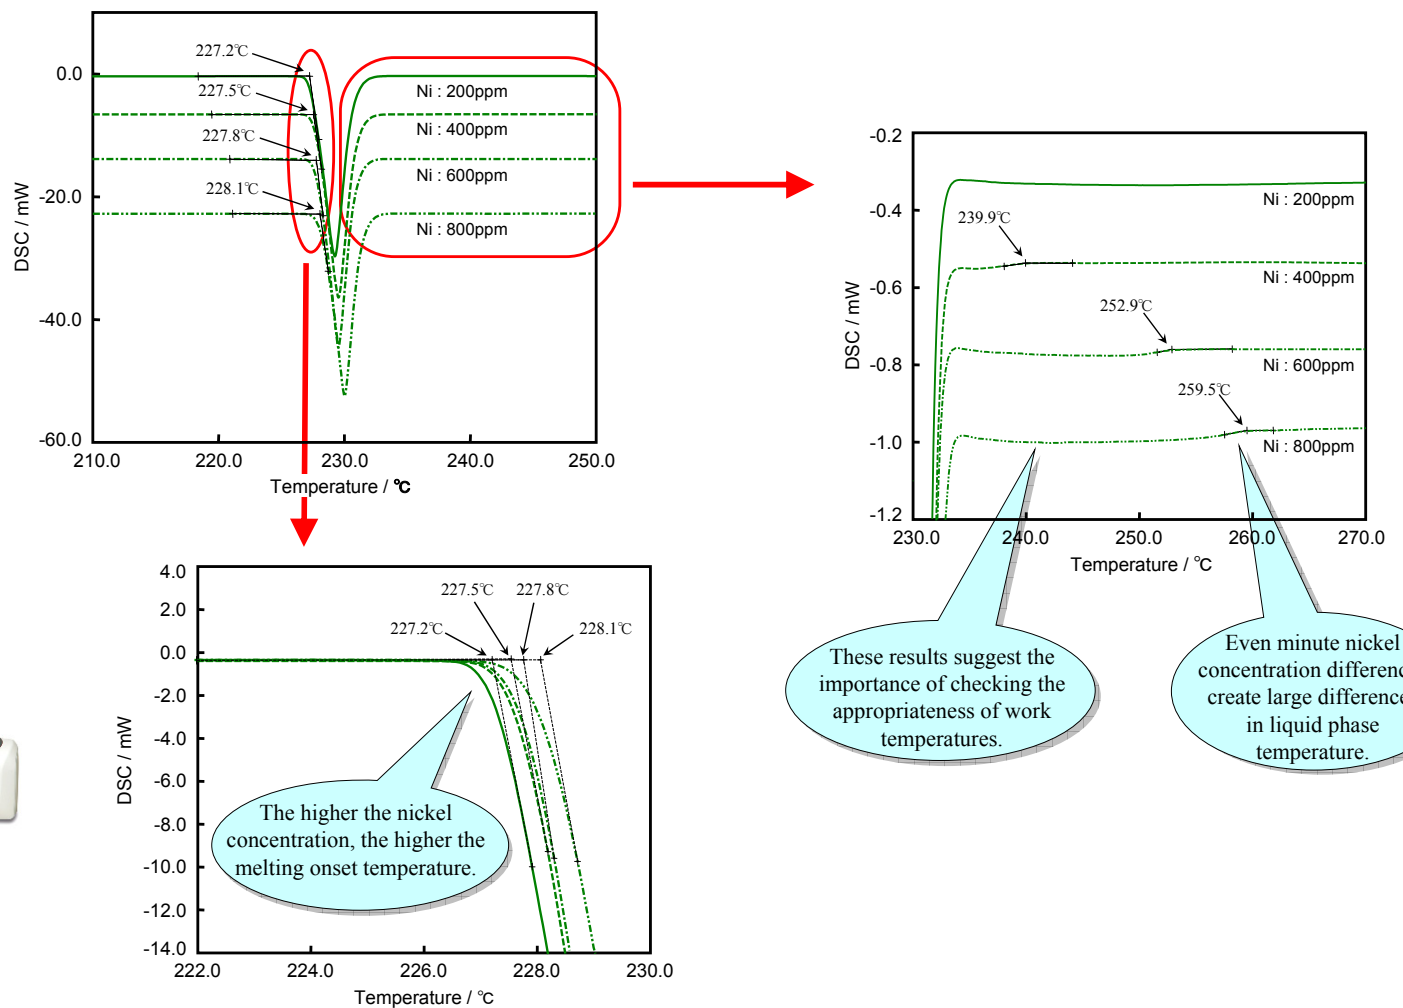 0.0
-20.0
-40.0
-60.0
DSC / mW
227.2℃
227.5℃
227.8℃
228.1℃
Ni : 200ppm
Ni : 400ppm
Ni : 600ppm
Ni : 800ppm
210.0 220.0 230.0 240.0 250.0
Temperature / ℃
-0.2
-0.4
-0.6
-0.8
-1.0
-1.2
DSC / mW
Ni : 200ppm
239.9℃
Ni : 400ppm
252.9℃
Ni : 600ppm
259.5℃
Ni : 800ppm
230.0 240.0 250.0 260.0 270.0
Temperature / ℃
These results suggest the
importance of checking the
appropriateness of work
temperatures.
Even minute nickel
concentration differenc
create large difference
in liquid phase
temperature.
4.0
2.0
0.0
-2.0
-4.0
-6.0
-8.0
-10.0
-12.0
-14.0
DSC / mW
227.5℃ 227.8℃
227.2℃ 228.1℃
The higher the nickel
concentration, the higher the
melting onset temperature.
222.0 224.0 226.0 228.0 230.0
Temperature / ℃